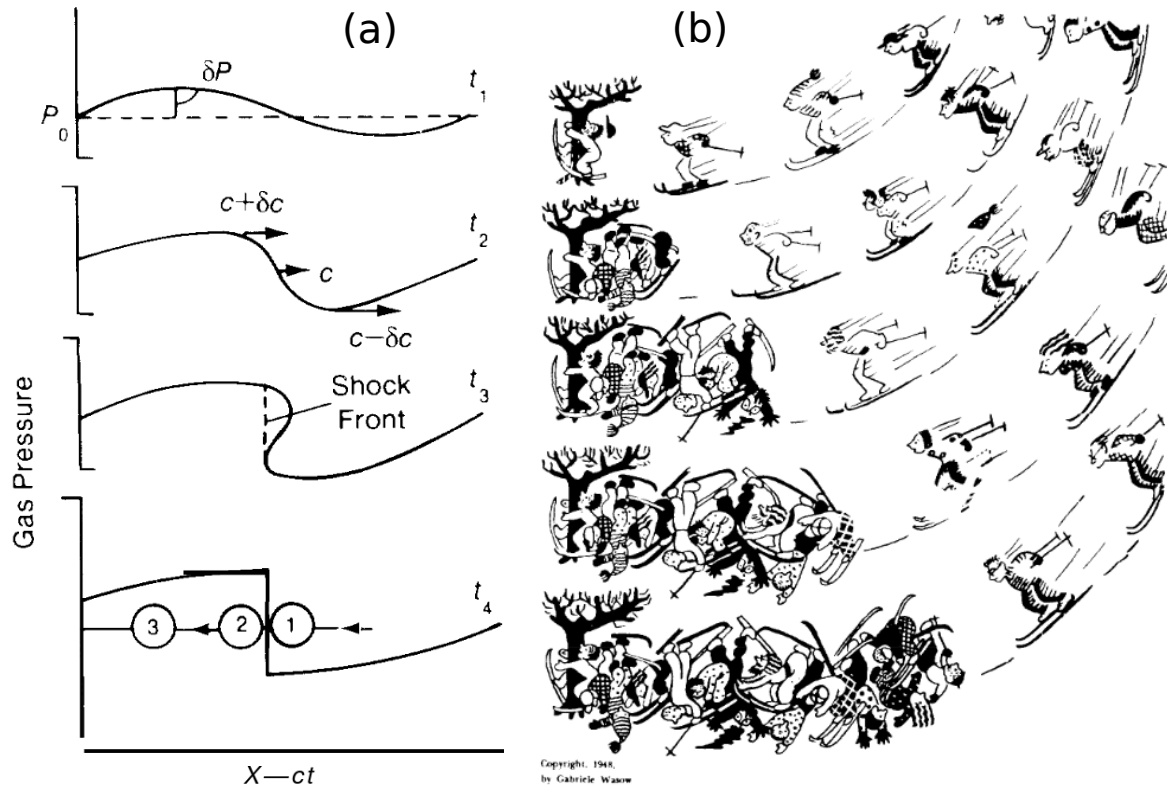 (a)
(b)
δP
t1
P0
c+δc
t2
c
c−δc
t3
Shock
Front
Gas Pressure
t4
3
2
1
X—ct
Copyright, 1948,
by Gabriele Wasow